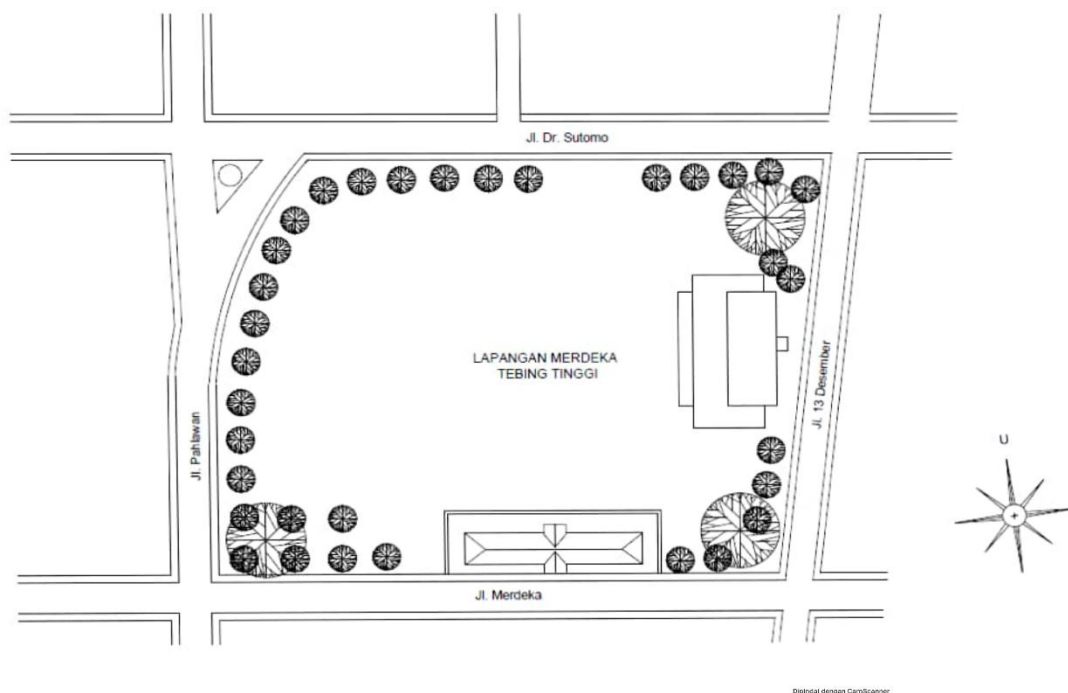 Jl. Dr. Sutomo
LAPANGAN MERDEKA
TEBING TINGGI
Jl. 13 Desember
Jl. Pahlawan
U
Jl. Merdeka
Dipindai dengan CamScanner